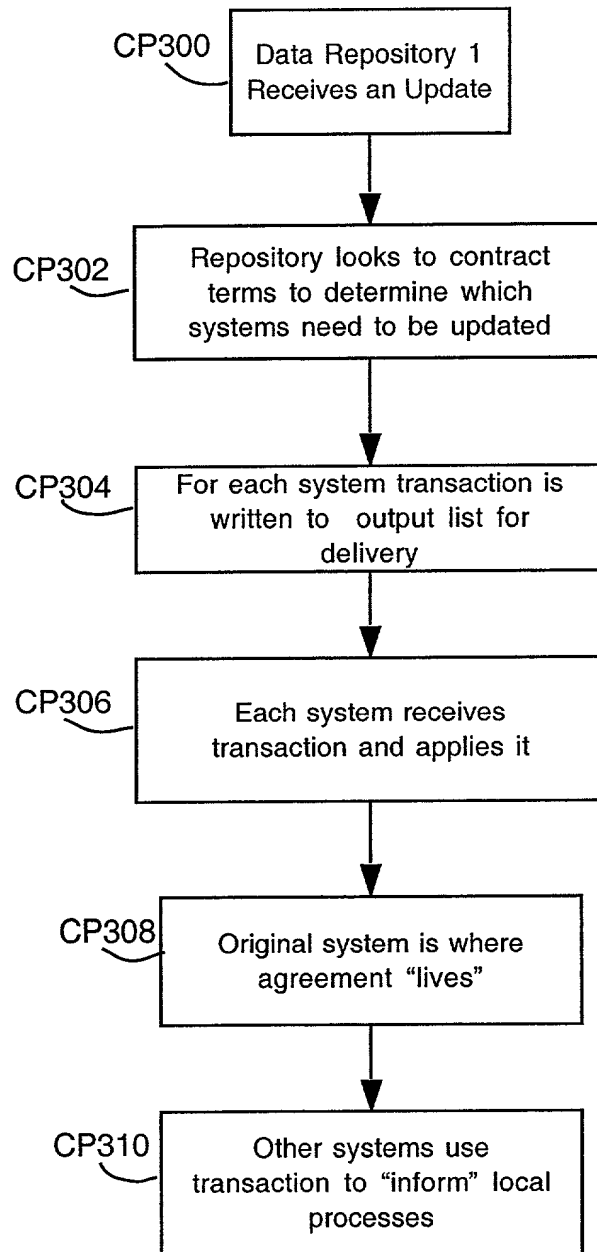 CP300
Data Repository 1
Receives an Update
CP302
Repository looks to contract
terms to determine which
systems need to be updated
CP304
For each system transaction is
written to output list for
delivery
CP306
Each system receives
transaction and applies it
CP308
Original system is where
agreement “lives”
CP310
Other systems use
transaction to “inform” local
processes